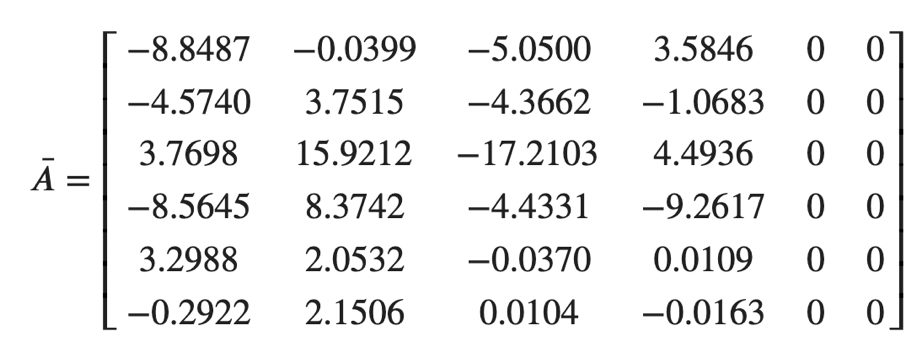 Ā = [ −8.8487 −0.0399 −5.0500 3.5846 0 0
−4.5740 3.7515 −4.3662 −1.0683 0 0
3.7698 15.9212 −17.2103 4.4936 0 0
−8.5645 8.3742 −4.4331 −9.2617 0 0
3.2988 2.0532 −0.0370 0.0109 0 0
−0.2922 2.1506 0.0104 −0.0163 0 0 ]